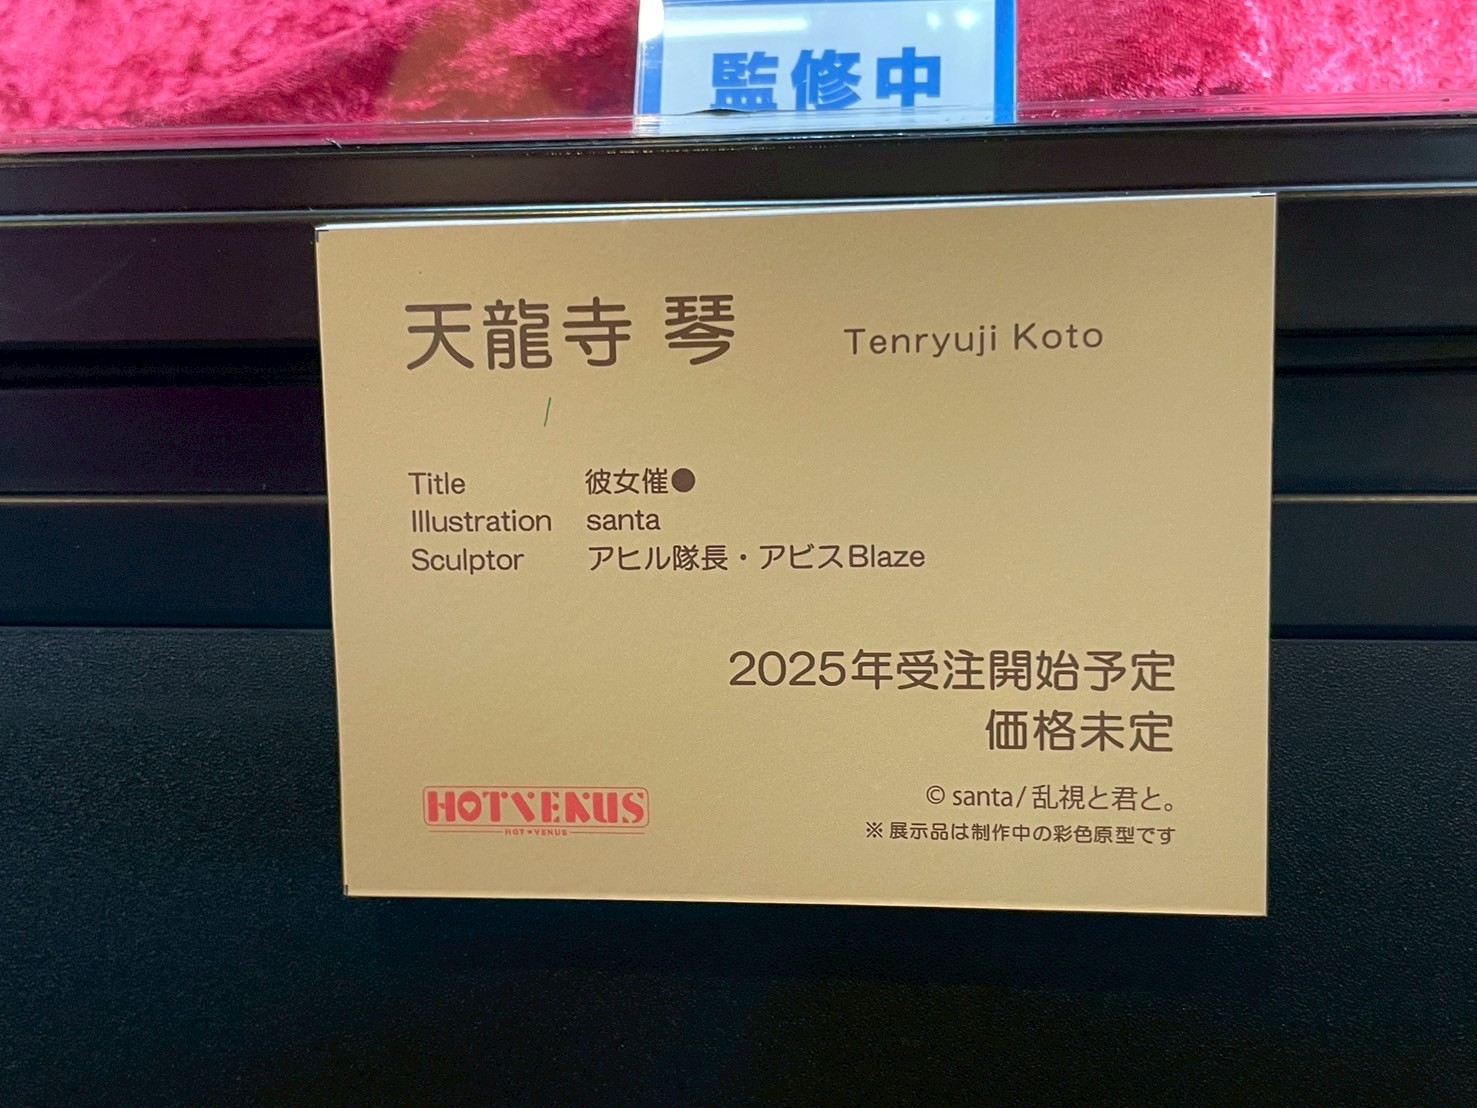 監修中
天龍寺 琴 Tenryuji Koto
Title 彼女催●
Illustration santa
Sculptor アヒル隊長・アビスBlaze
2025年受注開始予定
価格未定
© santa/乱視と君と。
※展示品は制作中の彩色原型です
HOTVENUS
HOT♥VENUS